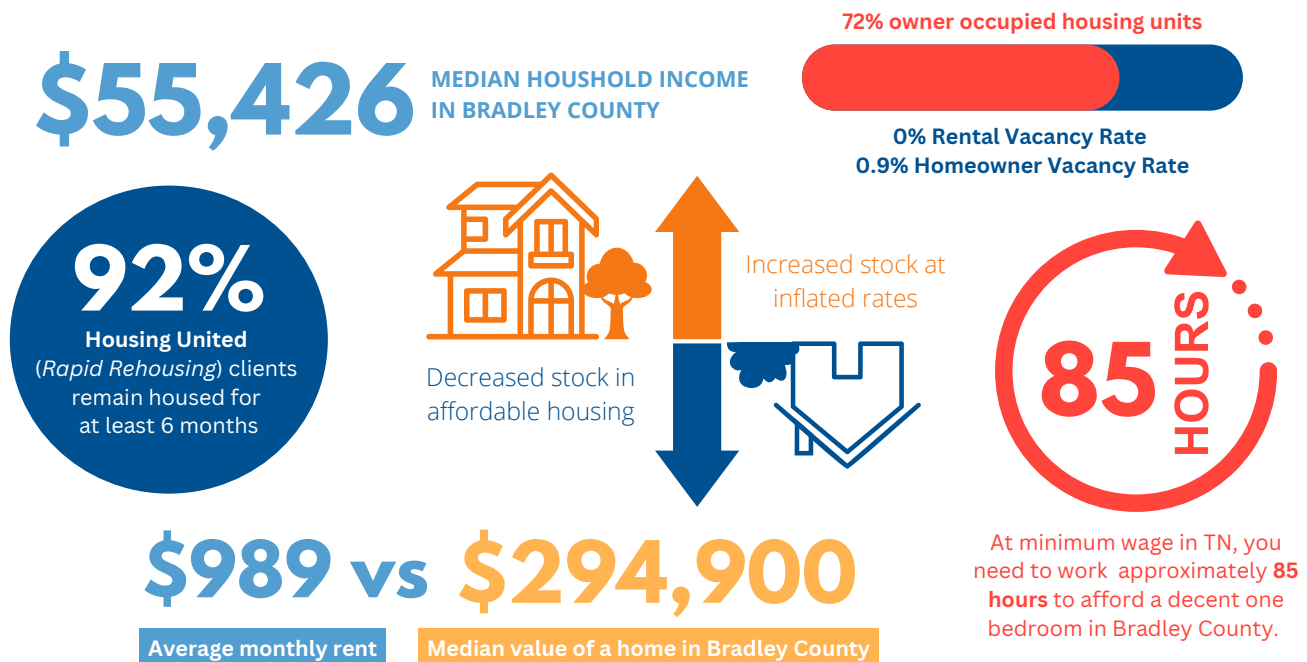 $55,426
MEDIAN HOUSHOLD INCOME
IN BRADLEY COUNTY
72% owner occupied housing units
0% Rental Vacancy Rate
0.9% Homeowner Vacancy Rate
92%
Housing United
(Rapid Rehousing) clients
remain housed for
at least 6 months
Increased stock at
inflated rates
Decreased stock in
affordable housing
85
HOURS
At minimum wage in TN, you
need to work approximately 85
hours to afford a decent one
bedroom in Bradley County.
$989 vs $294,900
Average monthly rent
Median value of a home in Bradley County